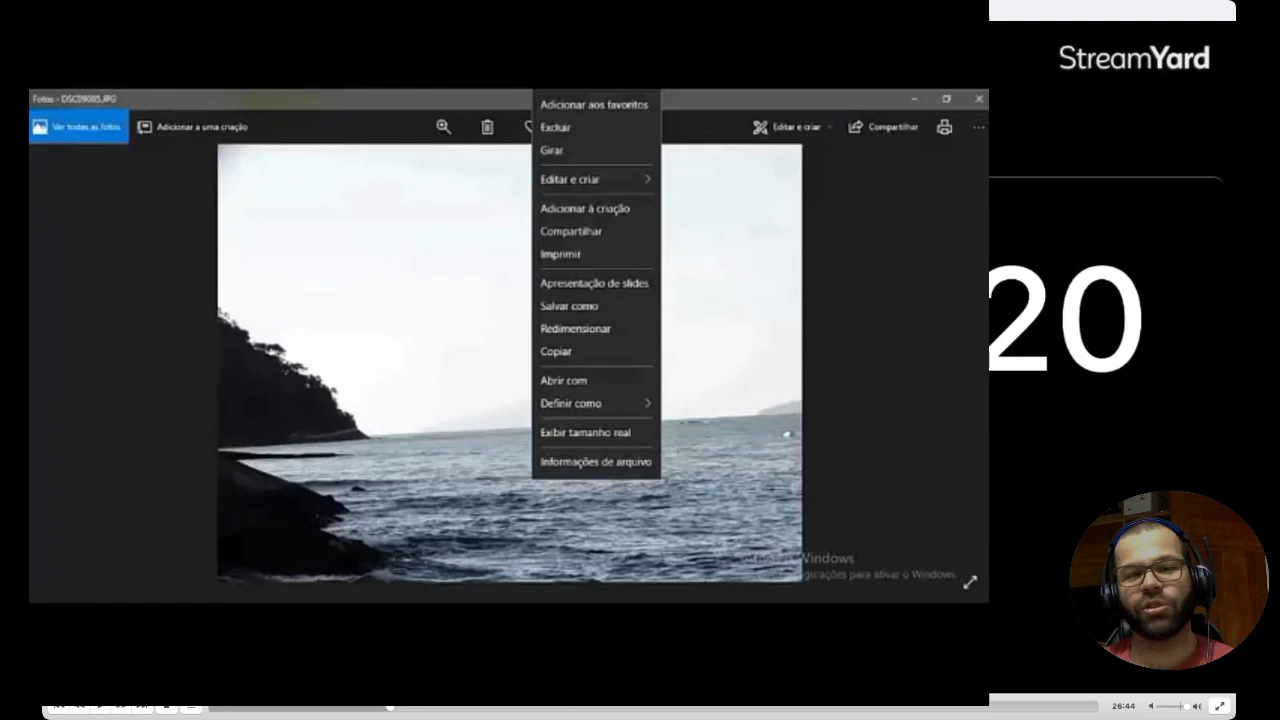 StreamYard
Fotos - DSC09085.JPG
Ver todas as fotos
Adicionar a uma criação
Editar e criar
Compartilhar
Adicionar aos favoritos
Excluir
Girar
Editar e criar
Adicionar à criação
Compartilhar
Imprimir
Apresentação de slides
Salvar como
Redimensionar
Copiar
Abrir com
Definir como
Exibir tamanho real
Informações de arquivo
20
Windows
para ativar o Windows.
26:44